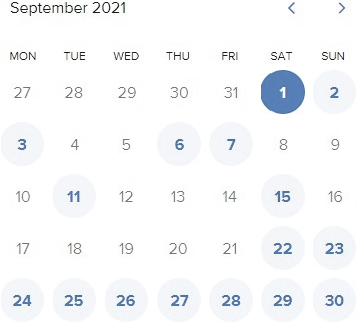 September 2021
MON TUE WED THU FRI SAT SUN
27 28 29 30 31 1 2
3 4 5 6 7 8 9
10 11 12 13 14 15 16
17 18 19 20 21 22 23
24 25 26 27 28 29 30